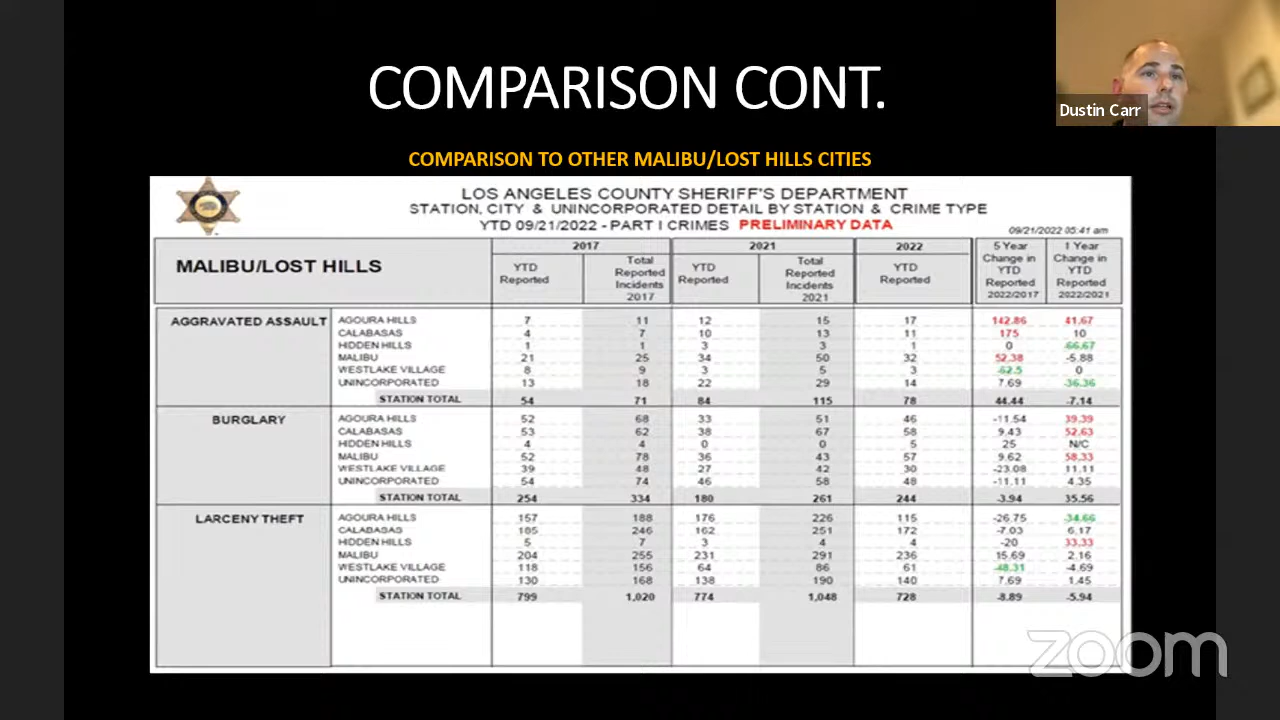 COMPARISON CONT.
Dustin Carr
COMPARISON TO OTHER MALIBU/LOST HILLS CITIES
LOS ANGELES COUNTY SHERIFF'S DEPARTMENT
STATION, CITY & UNINCORPORATED DETAIL BY STATION & CRIME TYPE
YTD 09/21/2022 - PART I CRIMES PRELIMINARY DATA
09/21/2022 05:41 am
MALIBU/LOST HILLS
2017 2021 2022
YTD Reported Total Reported Incidents 2017 YTD Reported Total Reported Incidents 2021 YTD Reported 5 Year Change in YTD Reported 2022/2017 1 Year Change in YTD Reported 2022/2021
AGGRAVATED ASSAULT AGOURA HILLS 7 11 12 15 17 142.86 41.67
CALABASAS 4 7 10 13 11 175 10
HIDDEN HILLS 1 1 3 3 1 0 -66.67
MALIBU 21 25 34 50 32 52.38 -5.88
WESTLAKE VILLAGE 8 9 3 5 3 -62.5 0
UNINCORPORATED 13 18 22 29 14 7.69 -36.36
STATION TOTAL 54 71 84 115 78 44.44 -7.14
BURGLARY AGOURA HILLS 52 68 33 51 46 -11.54 39.39
CALABASAS 53 62 38 67 58 9.43 52.63
HIDDEN HILLS 4 4 0 0 5 25 N/C
MALIBU 52 78 36 43 57 9.62 58.33
WESTLAKE VILLAGE 39 48 27 42 30 -23.08 11.11
UNINCORPORATED 54 74 46 58 48 -11.11 4.35
STATION TOTAL 254 334 180 261 244 -3.94 35.56
LARCENY THEFT AGOURA HILLS 157 188 176 226 115 -26.75 -34.66
CALABASAS 185 246 162 251 172 -7.03 6.17
HIDDEN HILLS 5 7 3 4 4 -20 33.33
MALIBU 204 255 231 291 236 15.69 2.16
WESTLAKE VILLAGE 118 156 64 86 61 -48.31 -4.69
UNINCORPORATED 130 168 138 190 140 7.69 1.45
STATION TOTAL 799 1,020 774 1,048 728 -8.89 -5.94
zoom